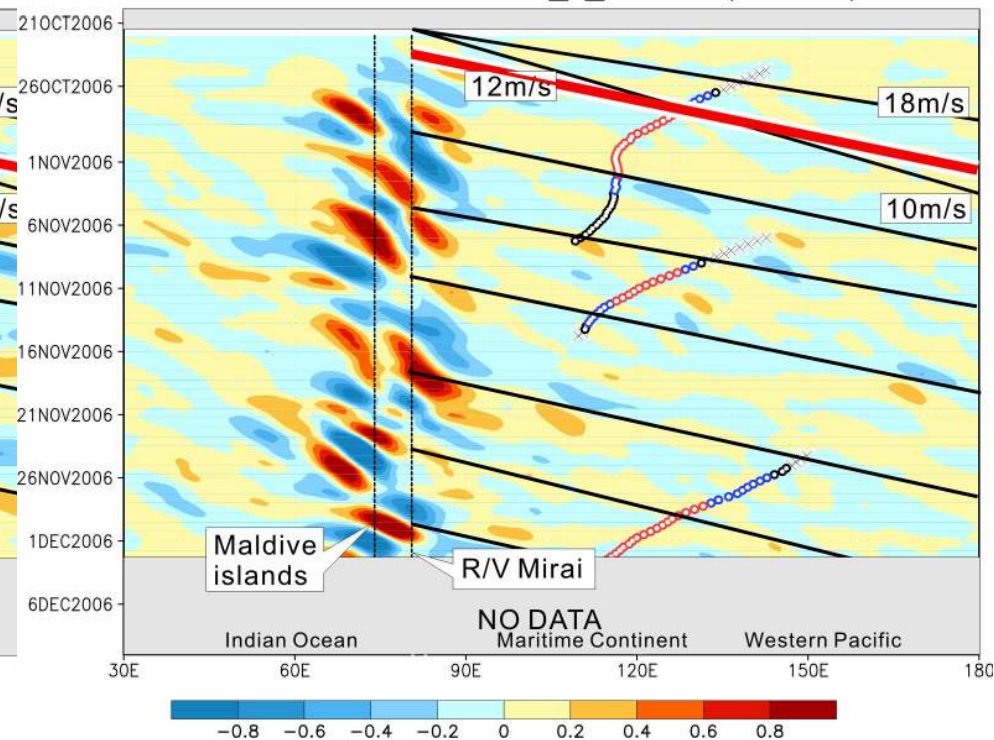 21OCT2006
26OCT2006
1NOV2006
6NOV2006
11NOV2006
16NOV2006
21NOV2006
26NOV2006
1DEC2006
6DEC2006
12m/s
18m/s
10m/s
/s
/s
Maldive
islands
R/V Mirai
NO DATA
Indian Ocean
Maritime Continent
Western Pacific
30E
60E
90E
120E
150E
180
−0.8
−0.6
−0.4
−0.2
0
0.2
0.4
0.6
0.8